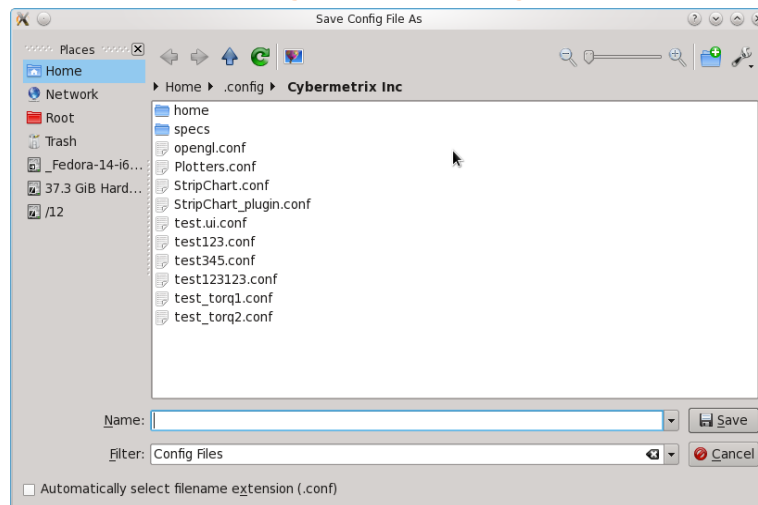 Save Config File As
Places
Home
Network
Root
Trash
_Fedora-14-i6...
37.3 GiB Hard...
/12
Home .config Cybermetrix Inc
home
specs
opengl.conf
Plotters.conf
StripChart.conf
StripChart_plugin.conf
test.ui.conf
test123.conf
test345.conf
test123123.conf
test_torq1.conf
test_torq2.conf
Name:
Save
Filter: Config Files
Cancel
Automatically select filename extension (.conf)